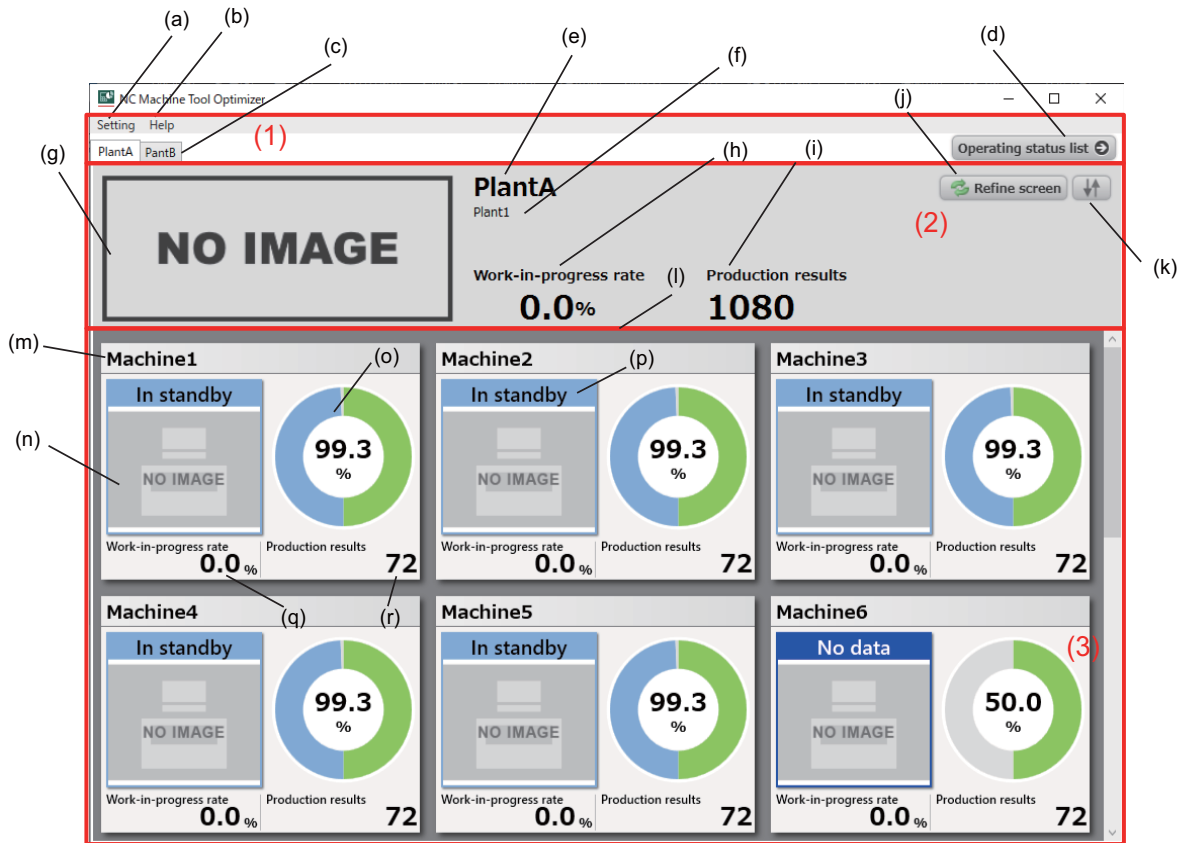 (a)
(b)
(c)
(e)
(f)
(d)
NC Machine Tool Optimizer
(j)
Setting Help
(1)
PlantA PantB
Operating status list
(g)
(h)
(i)
PlantA
Refine screen
Plant1
(2)
NO IMAGE
(k)
Work-in-progress rate Production results
(l)
0.0% 1080
(m)
Machine1
(o)
Machine2
(p)
Machine3
In standby
In standby
In standby
(n)
99.3
%
NO IMAGE
99.3
%
NO IMAGE
99.3
%
NO IMAGE
Work-in-progress rate Production results
0.0% 72
Work-in-progress rate Production results
0.0% 72
Work-in-progress rate Production results
0.0% 72
(q)
(r)
Machine4
Machine5
Machine6
In standby
In standby
No data
(3)
99.3
%
NO IMAGE
99.3
%
NO IMAGE
50.0
%
NO IMAGE
Work-in-progress rate Production results
0.0% 72
Work-in-progress rate Production results
0.0% 72
Work-in-progress rate Production results
0.0% 72